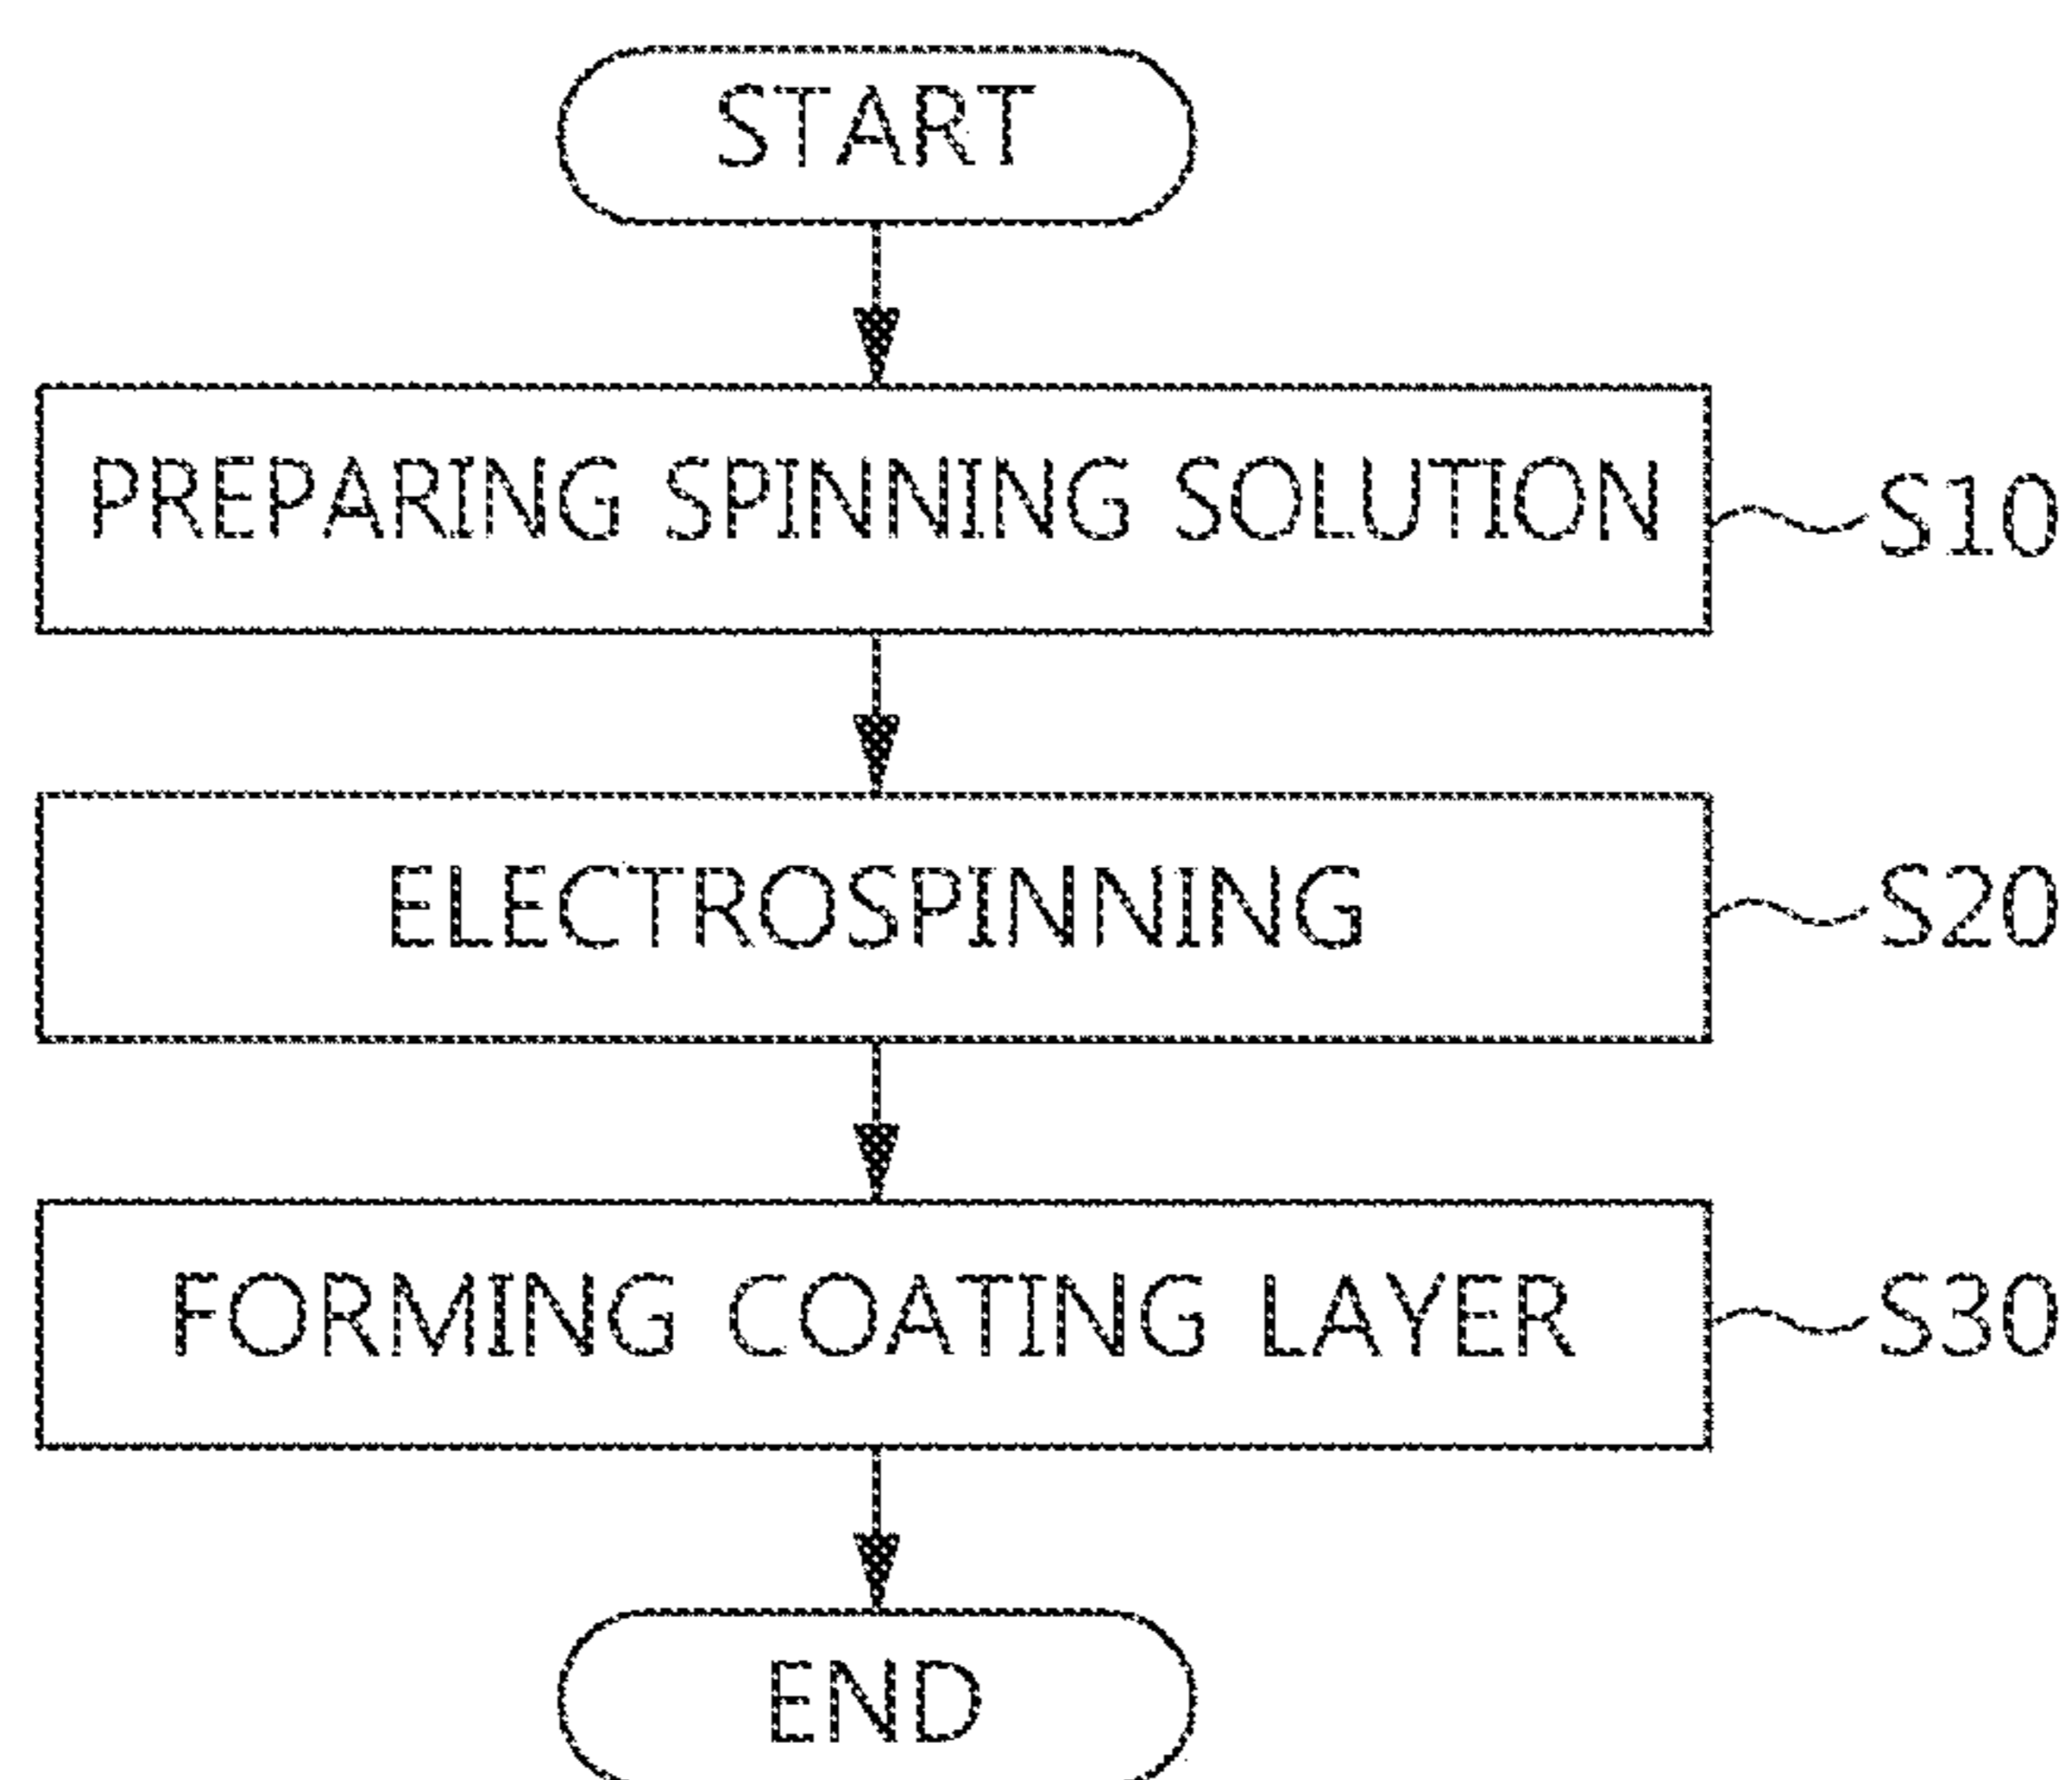 START
PREPARING SPINNING SOLUTION
S10
ELECTROSPINNING
S20
FORMING COATING LAYER
S30
END